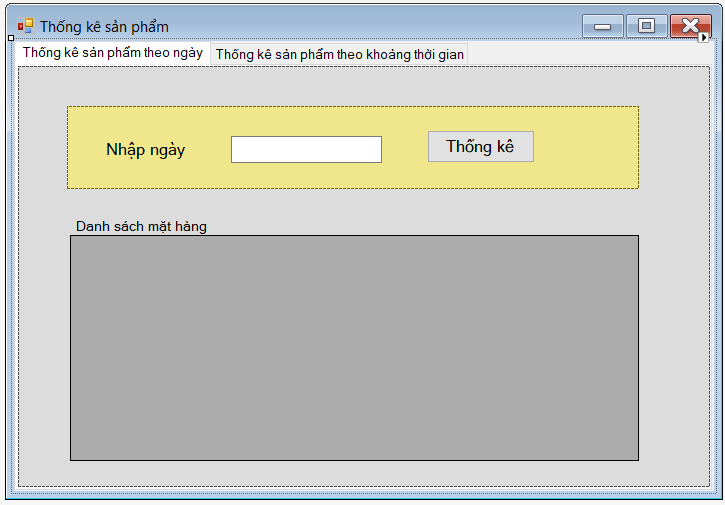 Thống kê sản phẩm
Thống kê sản phẩm theo ngày
Thống kê sản phẩm theo khoảng thời gian
Nhập ngày
Thống kê
Danh sách mặt hàng